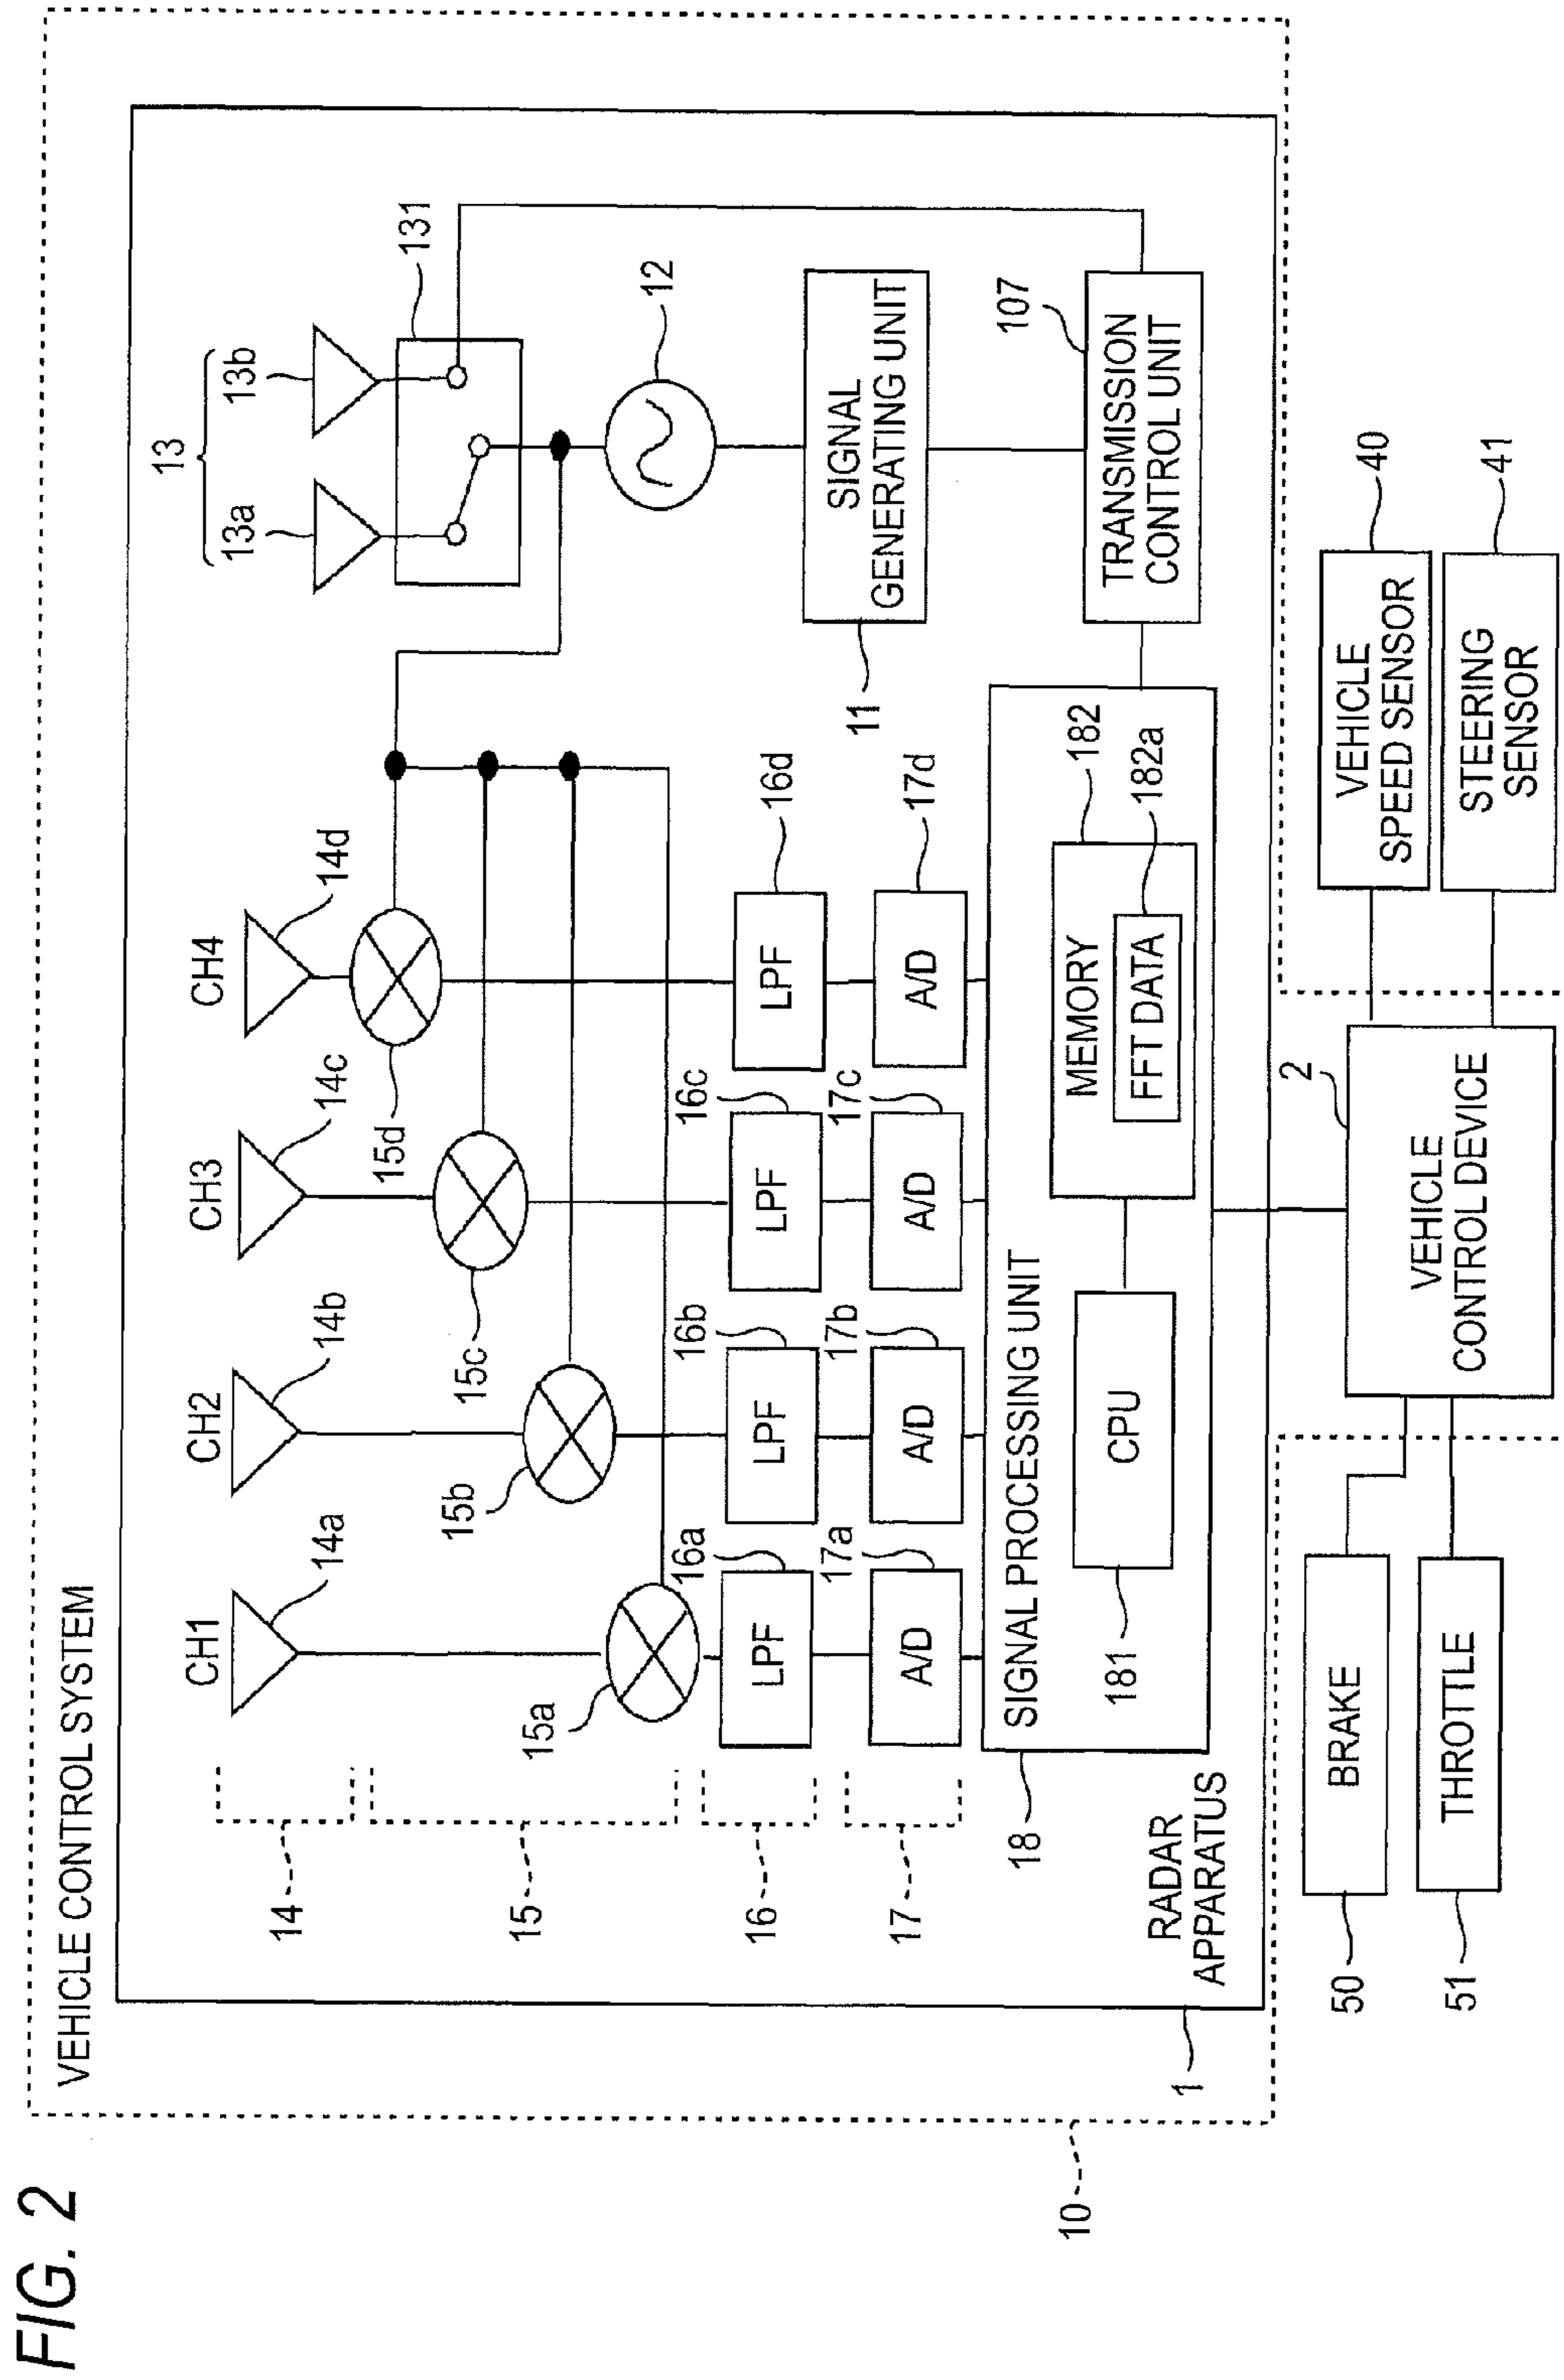 FIG. 2
VEHICLE CONTROL SYSTEM
13
13a
13b
131
CH1
CH2
CH3
CH4
14a
14b
14c
14d
14
12
15a
15b
15c
15d
15
16a
16b
16c
16d
LPF
LPF
LPF
LPF
16
SIGNAL
GENERATING UNIT
11
17a
17b
17c
17d
A/D
A/D
A/D
A/D
17
107
TRANSMISSION
CONTROL UNIT
SIGNAL PROCESSING UNIT
18
CPU
181
MEMORY
182
FFT DATA
182a
RADAR
APPARATUS
1
10
2
VEHICLE
CONTROL DEVICE
VEHICLE
SPEED SENSOR
40
STEERING
SENSOR
41
BRAKE
50
THROTTLE
51